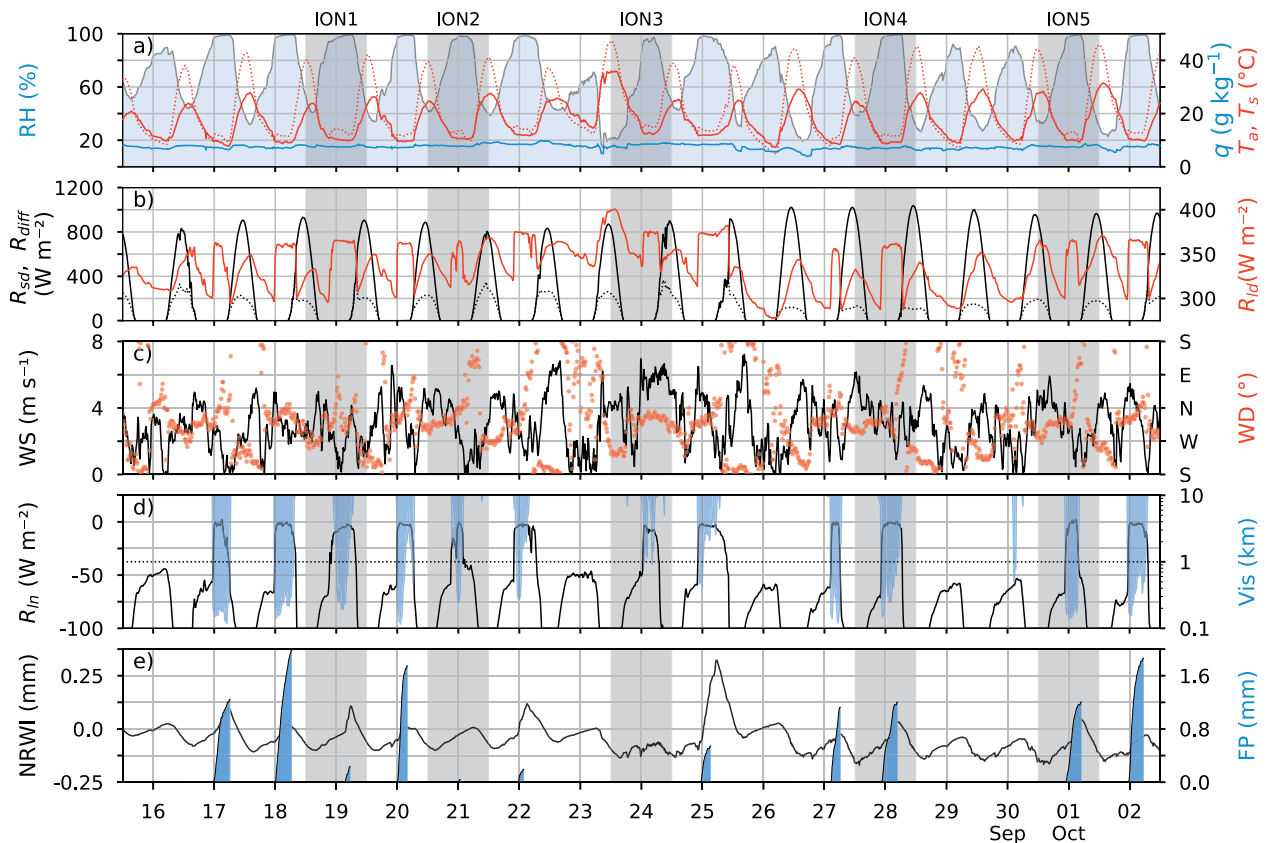 ION1 ION2 ION3 ION4 ION5
a)
RH (%)
100
60
20
40
20
0
q (g kg⁻¹)
Tₐ, Tₛ (°C)
b)
R_sd, R_diff
(W m⁻²)
1200
800
400
0
400
350
300
R_ld (W m⁻²)
c)
WS (m s⁻¹)
8
4
0
S
E
N
W
S
WD (°)
d)
R_ln (W m⁻²)
0
-50
-100
10
1
0.1
Vis (km)
e)
NRWI (mm)
0.25
0.0
-0.25
1.6
0.8
0.0
FP (mm)
16 17 18 19 20 21 22 23 24 25 26 27 28 29 30 01 02
Sep Oct